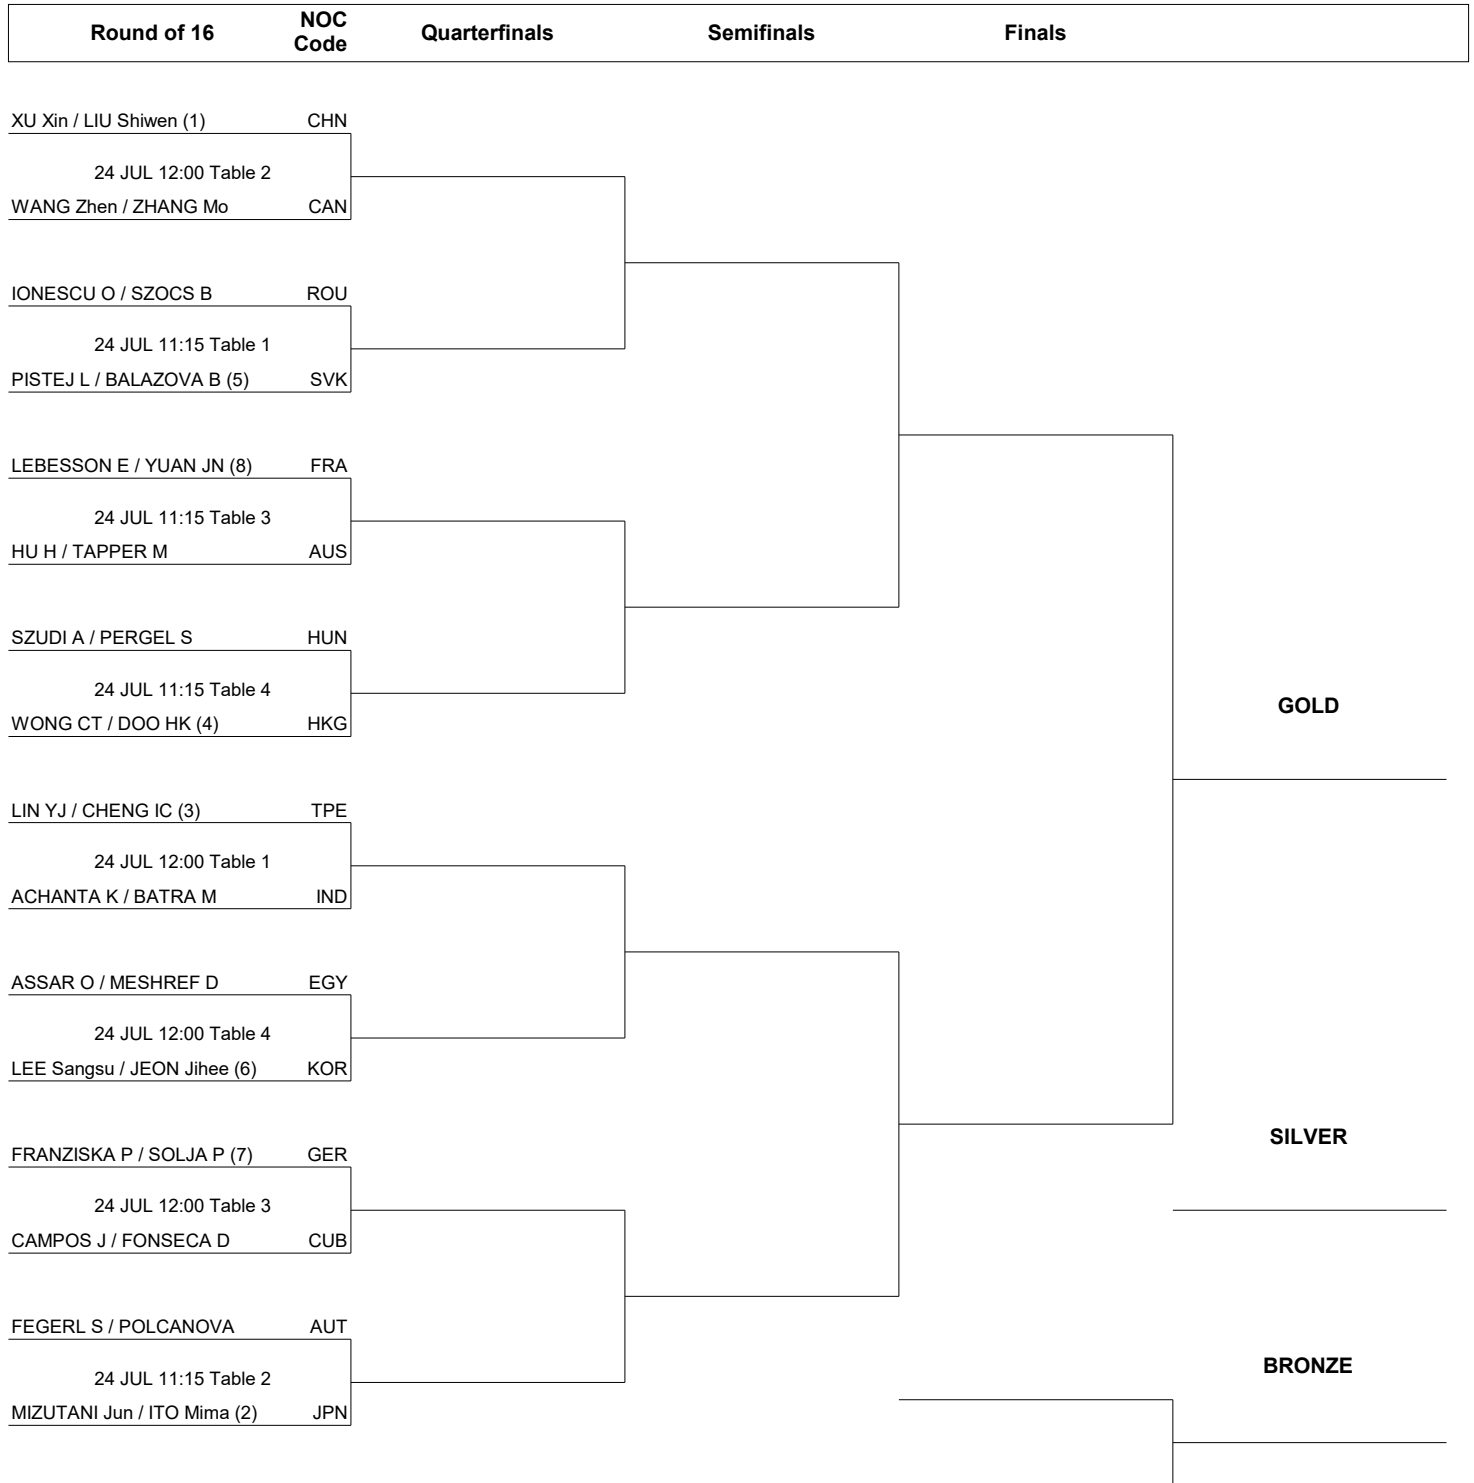 Round of 16 NOC Code Quarterfinals Semifinals Finals
XU Xin / LIU Shiwen (1) CHN
24 JUL 12:00 Table 2
WANG Zhen / ZHANG Mo CAN
IONESCU O / SZOCS B ROU
24 JUL 11:15 Table 1
PISTEJ L / BALAZOVA B (5) SVK
LEBESSON E / YUAN JN (8) FRA
24 JUL 11:15 Table 3
HU H / TAPPER M AUS
SZUDI A / PERGEL S HUN
24 JUL 11:15 Table 4
GOLD
WONG CT / DOO HK (4) HKG
LIN YJ / CHENG IC (3) TPE
24 JUL 12:00 Table 1
ACHANTA K / BATRA M IND
ASSAR O / MESHREF D EGY
24 JUL 12:00 Table 4
LEE Sangsu / JEON Jihee (6) KOR
SILVER
FRANZISKA P / SOLJA P (7) GER
24 JUL 12:00 Table 3
CAMPOS J / FONSECA D CUB
FEGERL S / POLCANOVA AUT
BRONZE
24 JUL 11:15 Table 2
MIZUTANI Jun / ITO Mima (2) JPN